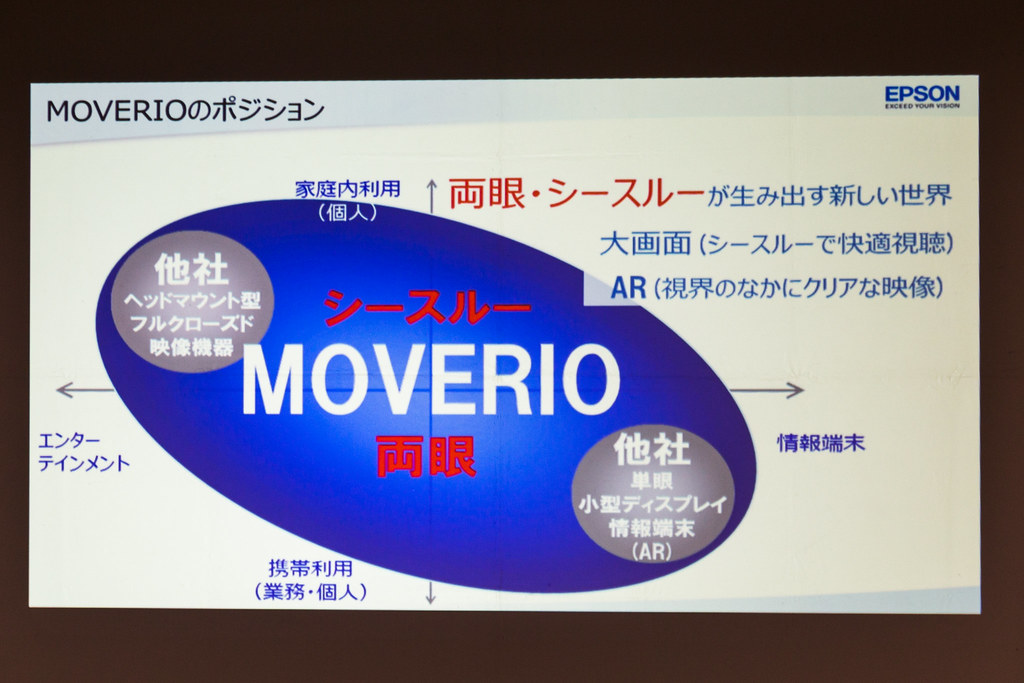 MOVERIOのポジション
EPSON
EXCEED YOUR VISION
家庭内利用
(個人)
両眼・シースルーが生み出す新しい世界
大画面(シースルーで快適視聴)
AR(視界のなかにクリアな映像)
他社
ヘッドマウント型
フルクローズド
映像機器
シースルー
MOVERIO
両眼
エンター
テインメント
情報端末
他社
単眼
小型ディスプレイ
情報端末
(AR)
携帯利用
(業務・個人)